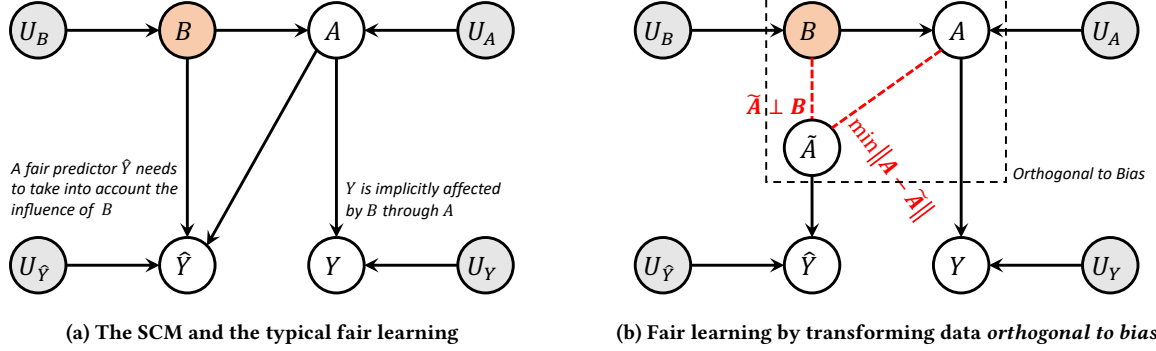 U_B B A U_A
A fair predictor Ŷ needs
to take into account the
influence of B
Y is implicitly affected
by B through A
U_Ŷ Ŷ Y U_Y
(a) The SCM and the typical fair learning
U_B B A U_A
Ã ⊥ B
min‖A − Ã‖
Ã
Orthogonal to Bias
U_Ŷ Ŷ Y U_Y
(b) Fair learning by transforming data orthogonal to bias